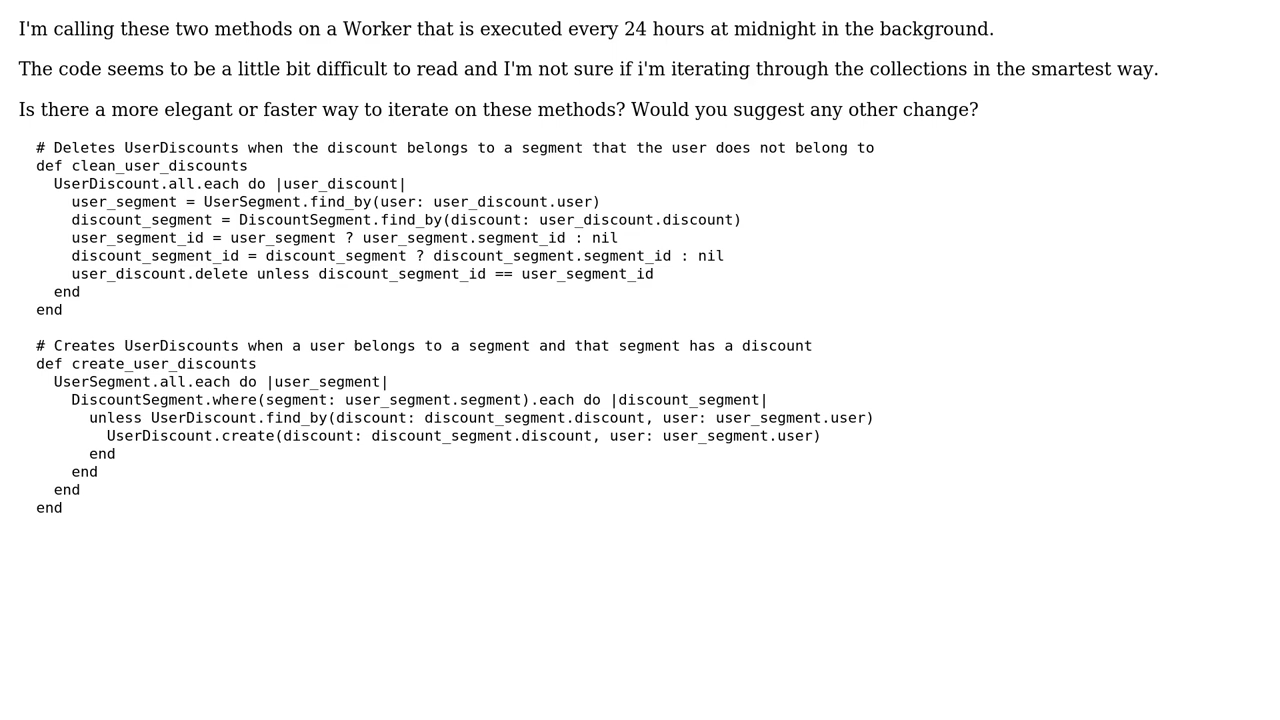 I'm calling these two methods on a Worker that is executed every 24 hours at midnight in the background.
The code seems to be a little bit difficult to read and I'm not sure if i'm iterating through the collections in the smartest way.
Is there a more elegant or faster way to iterate on these methods? Would you suggest any other change?
# Deletes UserDiscounts when the discount belongs to a segment that the user does not belong to
def clean_user_discounts
  UserDiscount.all.each do |user_discount|
    user_segment = UserSegment.find_by(user: user_discount.user)
    discount_segment = DiscountSegment.find_by(discount: user_discount.discount)
    user_segment_id = user_segment ? user_segment.segment_id : nil
    discount_segment_id = discount_segment ? discount_segment.segment_id : nil
    user_discount.delete unless discount_segment_id == user_segment_id
  end
end
# Creates UserDiscounts when a user belongs to a segment and that segment has a discount
def create_user_discounts
  UserSegment.all.each do |user_segment|
    DiscountSegment.where(segment: user_segment.segment).each do |discount_segment|
      unless UserDiscount.find_by(discount: discount_segment.discount, user: user_segment.user)
        UserDiscount.create(discount: discount_segment.discount, user: user_segment.user)
      end
    end
  end
end